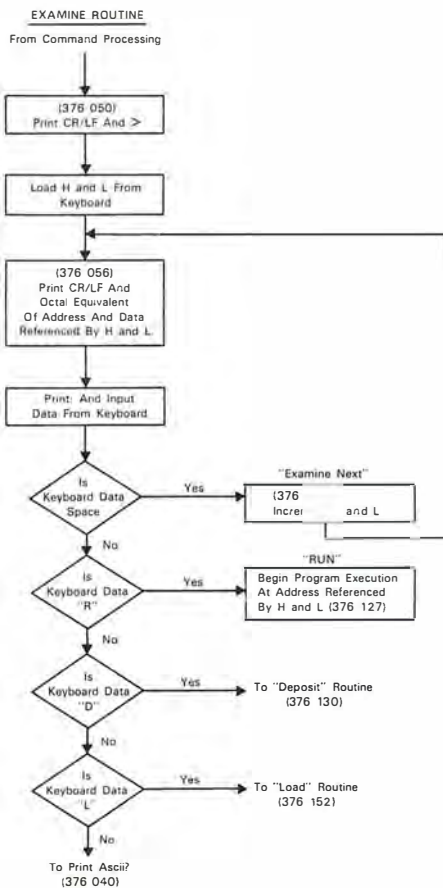 EXAMINE ROUTINE
From Command Processing
(376 050)
Print CR/LF And >
Load H and L From
Keyboard
(376 056)
Print CR/LF And
Octal Equivalent
Of Address And Data
Referenced By H and L
Print: And Input
Data From Keyboard
Is
Keyboard Data
Space
Yes
"Examine Next"
(376
and L
No
Is
Keyboard Data
"R"
Yes
"RUN"
Begin Program Execution
At Address Referenced
By H and L (376 127)
No
Is
Keyboard Data
"D"
Yes
To "Deposit" Routine
(376 130)
No
Is
Keyboard Data
"L"
Yes
To "Load" Routine
(376 152)
No
To Print Ascii?
(376 040)